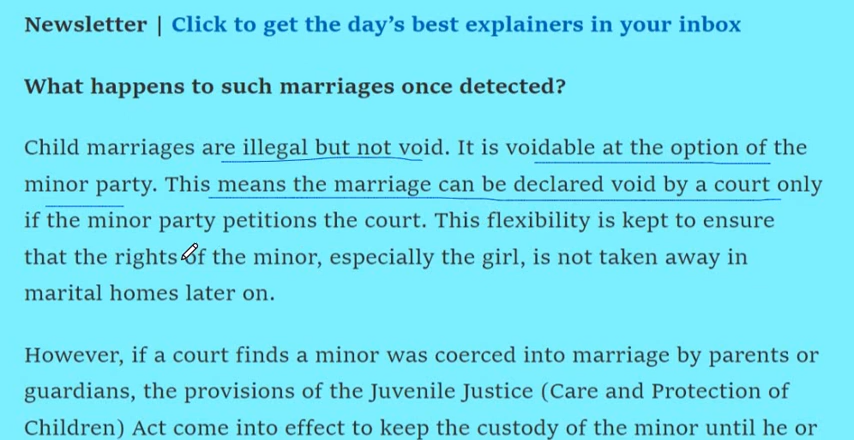 Newsletter | Click to get the day’s best explainers in your inbox
What happens to such marriages once detected?
Child marriages are illegal but not void. It is voidable at the option of the
minor party. This means the marriage can be declared void by a court only
if the minor party petitions the court. This flexibility is kept to ensure
that the rights of the minor, especially the girl, is not taken away in
marital homes later on.
However, if a court finds a minor was coerced into marriage by parents or
guardians, the provisions of the Juvenile Justice (Care and Protection of
Children) Act come into effect to keep the custody of the minor until he or